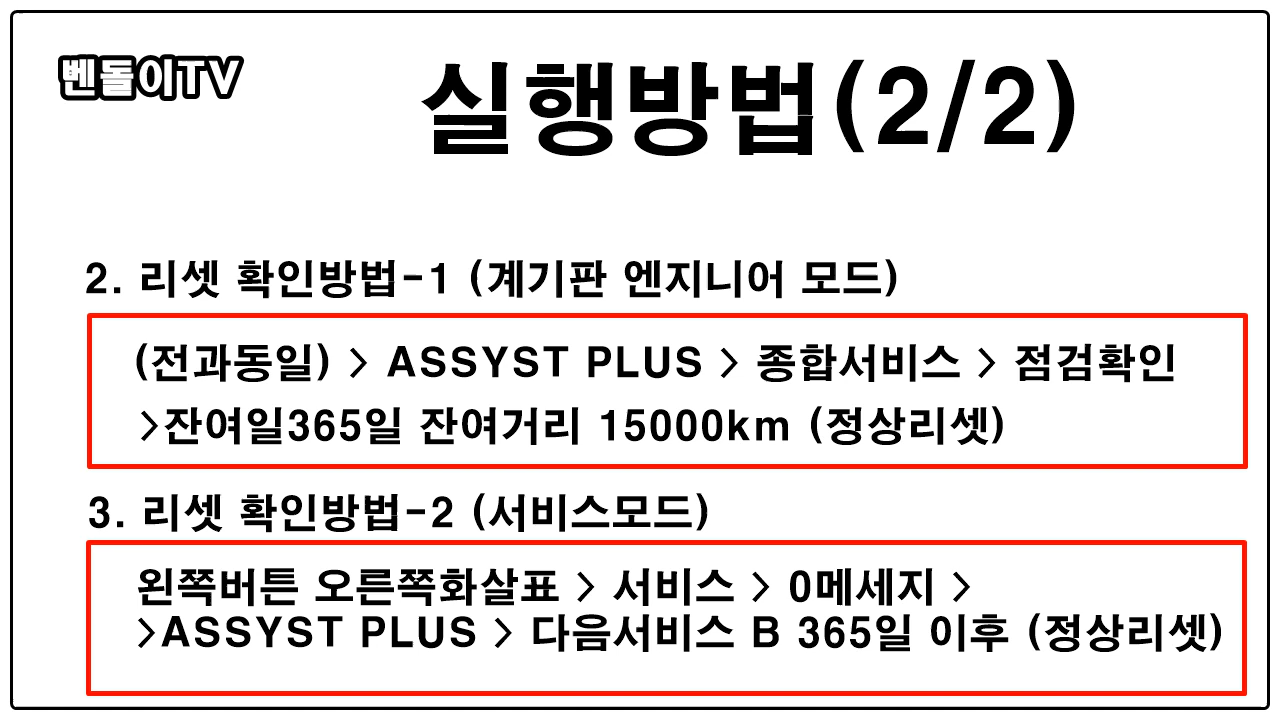 벤돌이TV
실행방법(2/2)
2. 리셋 확인방법-1 (계기판 엔지니어 모드)
(전과동일) > ASSYST PLUS > 종합서비스 > 점검확인
>잔여일365일 잔여거리 15000km (정상리셋)
3. 리셋 확인방법-2 (서비스모드)
왼쪽버튼 오른쪽화살표 > 서비스 > 0메세지 >
>ASSYST PLUS > 다음서비스 B 365일 이후 (정상리셋)